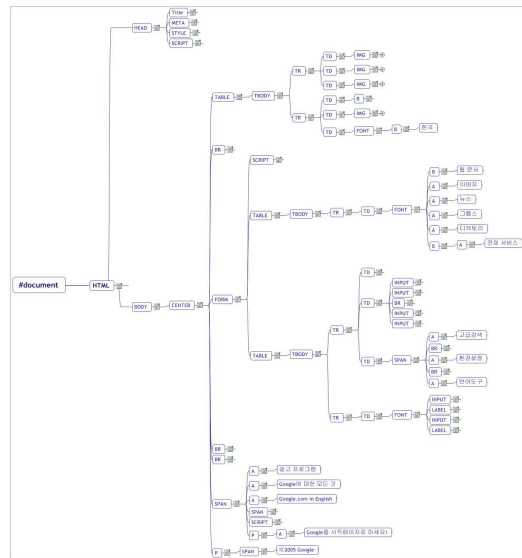 Title
META
STYLE
SCRIPT
HEAD
TD
IMG
TD
IMG
TD
IMG
TR
TD
B
TD
IMG
TD
FONT
B
한국
TR
TABLE
TBODY
BR
SCRIPT
B
웹 문서
A
이미지
A
뉴스
A
그룹스
A
디렉토리
B
A
전체 서비스
TABLE
TBODY
TR
TD
FONT
#document
HTML
BODY
CENTER
FORM
TD
INPUT
INPUT
BR
INPUT
INPUT
TD
TR
A
고급검색
BR
A
환경설정
BR
A
언어도구
TD
SPAN
TABLE
TBODY
INPUT
LABEL
INPUT
LABEL
TR
TD
FONT
BR
BR
A
광고 프로그램
A
Google에 대한 모든 것
A
Google.com in English
SPAN
SPAN
SCRIPT
P
A
Google을 시작페이지로 하세요!
P
SPAN
©2005 Google